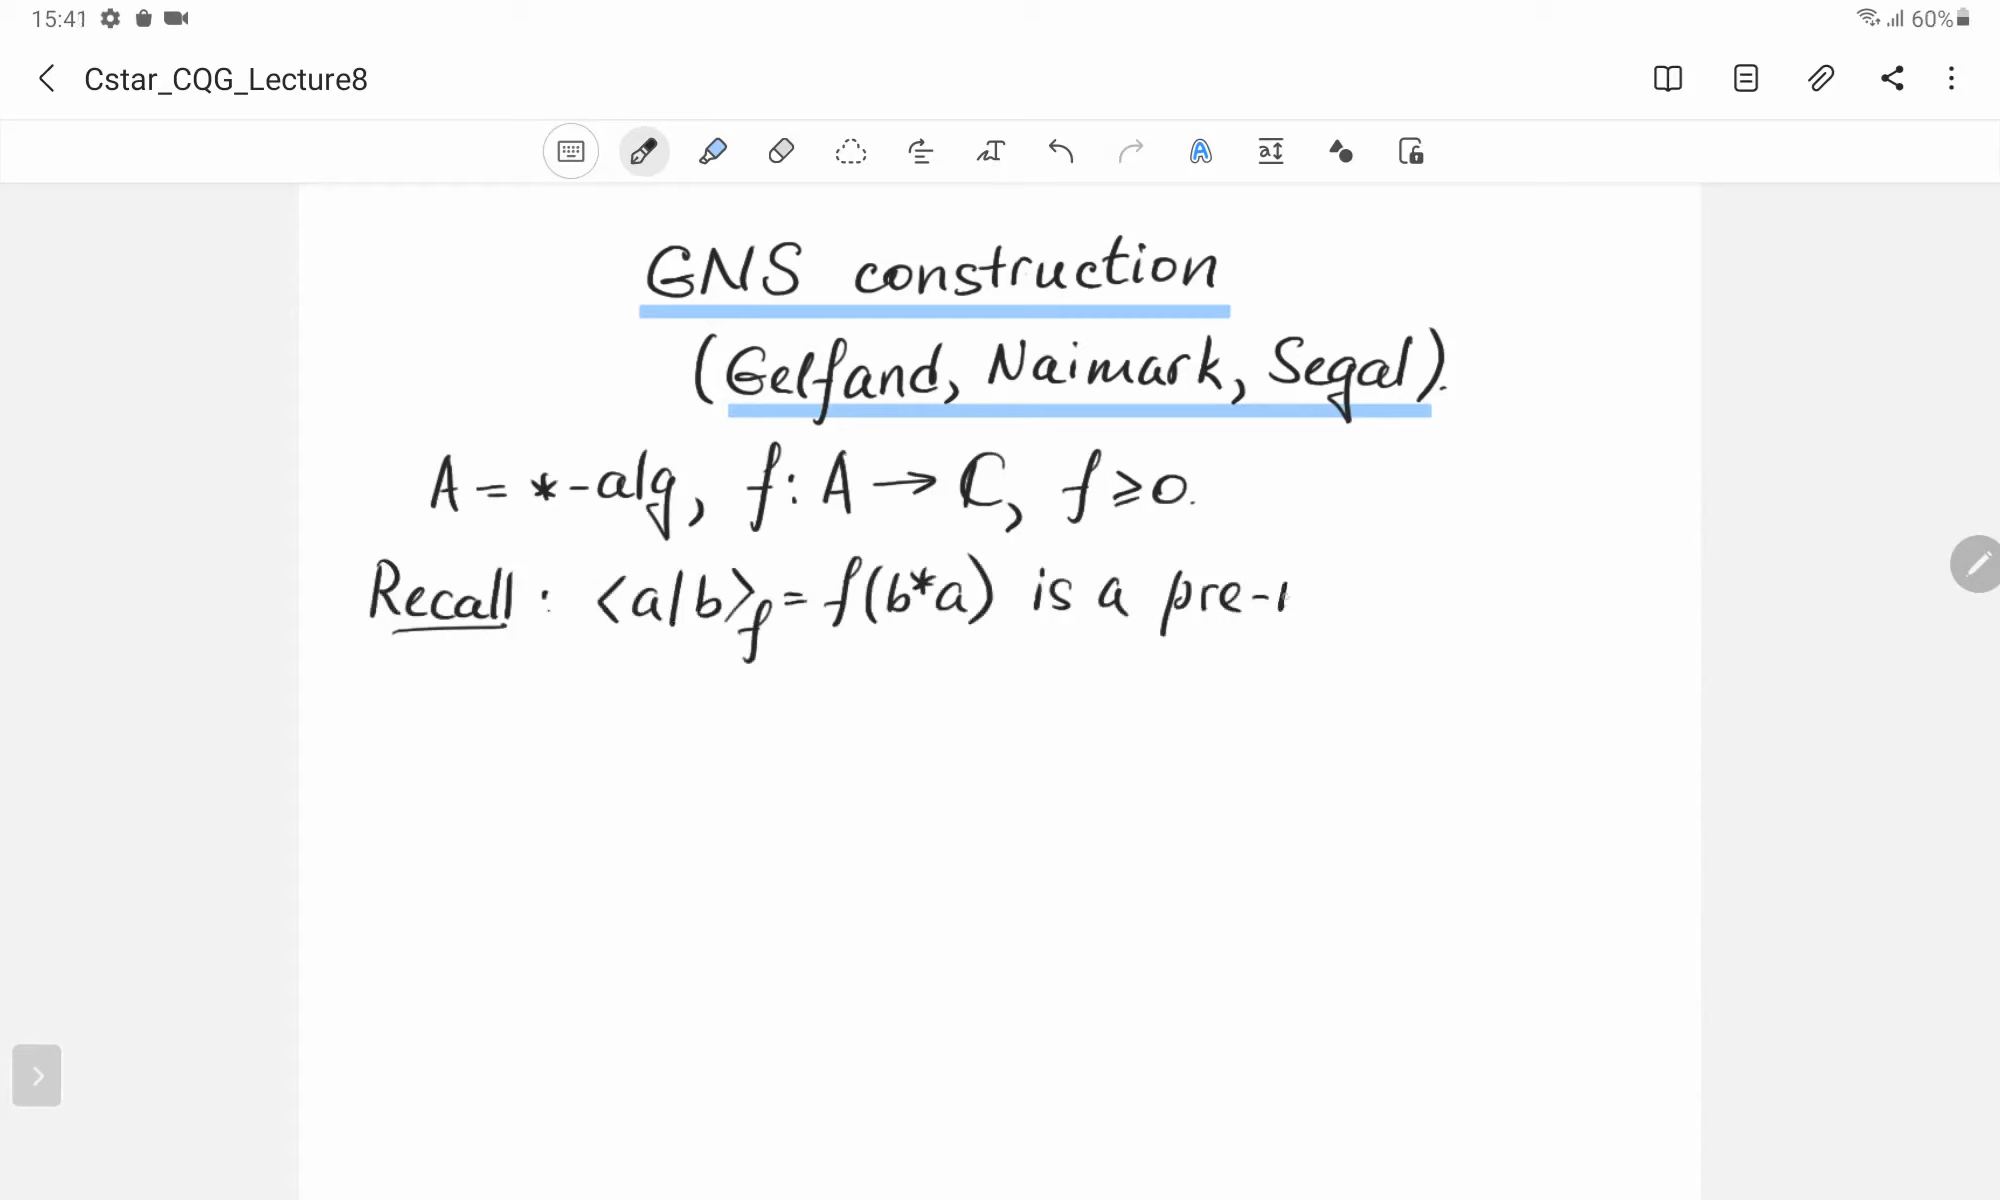 15:41 60%
Cstar_CQG_Lecture8
GNS construction
(Gelfand, Naimark, Segal).
A = *-alg, f: A → ℂ, f ⩾ 0.
Recall: <a|b>_f = f(b*a) is a pre-